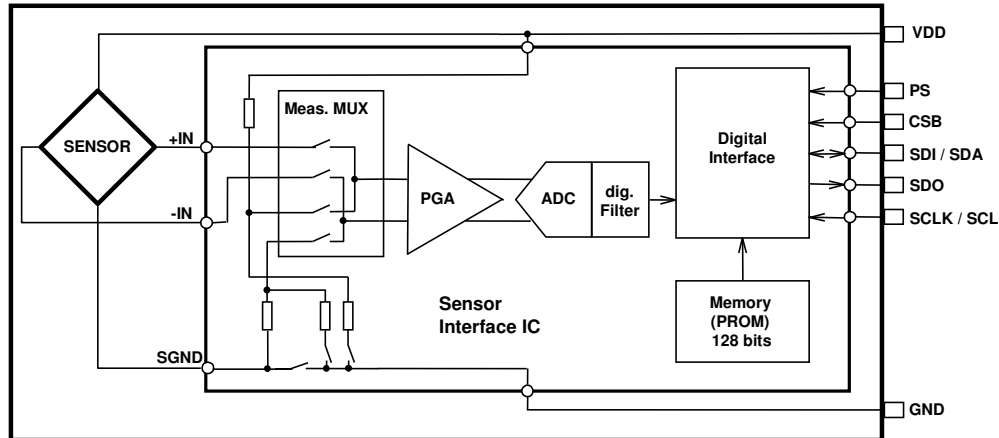 VDD
PS
Meas. MUX
CSB
Digital
Interface
+IN
SENSOR
SDI / SDA
SDO
PGA
ADC
dig.
Filter
-IN
SCLK / SCL
Sensor
Interface IC
Memory
(PROM)
128 bits
SGND
GND